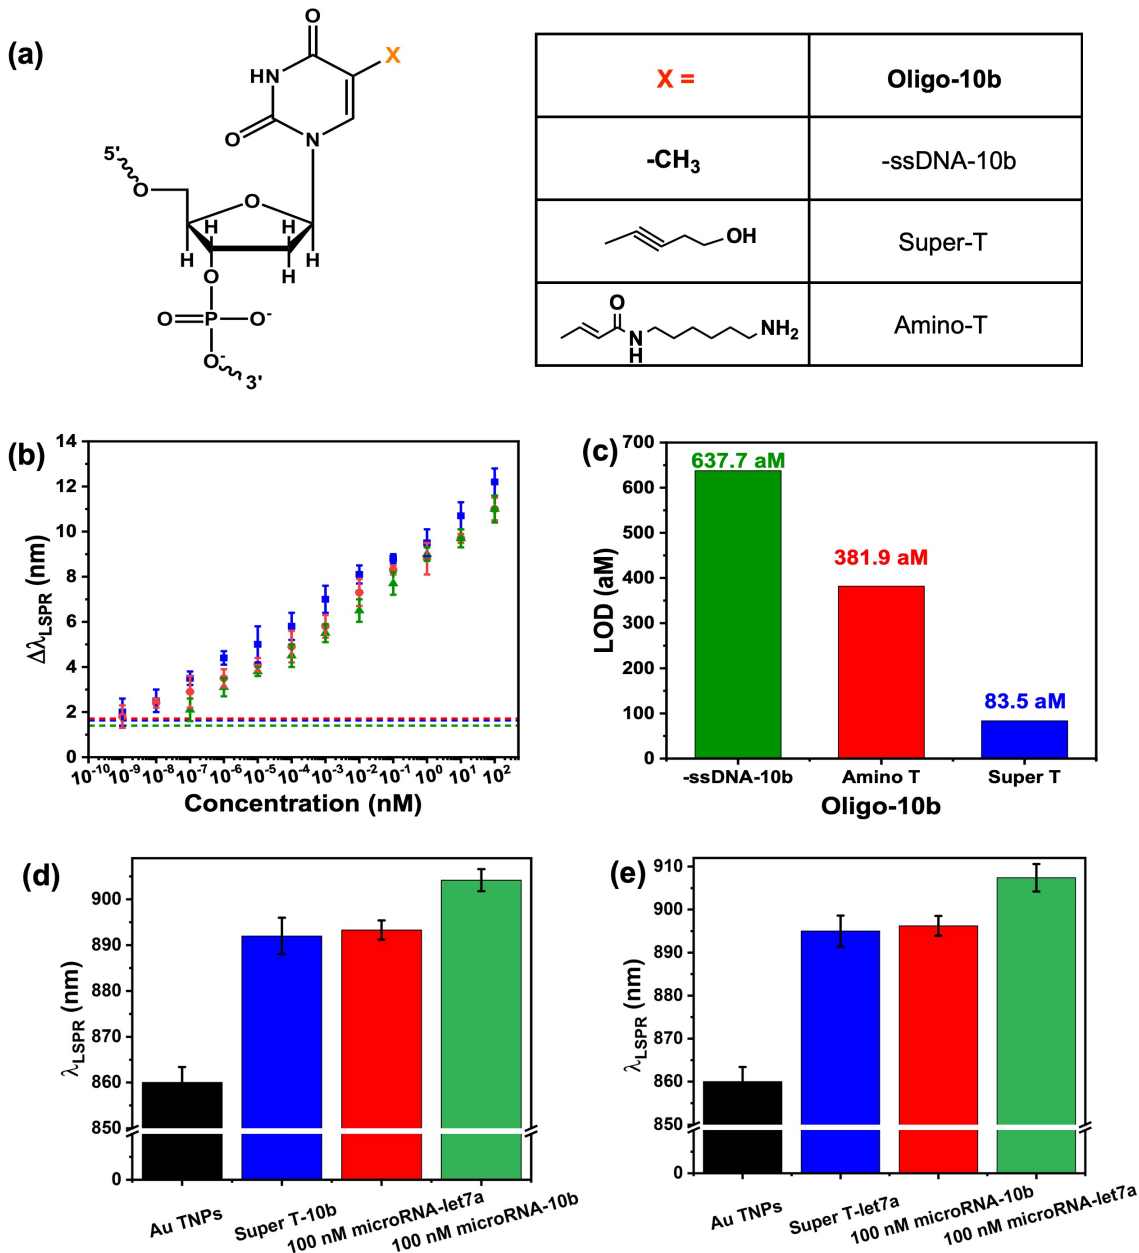 (a)
O
X
HN
O
N
5'
O
O
H
H
H
H
H
O
O=P-O⁻
O⁻
3'
X =
Oligo-10b
-CH₃
-ssDNA-10b
OH
Super-T
O
N
H
NH₂
Amino-T
(b)
14
12
10
8
6
4
2
0
ΔλLSPR (nm)
10⁻¹⁰ 10⁻⁹ 10⁻⁸ 10⁻⁷ 10⁻⁶ 10⁻⁵ 10⁻⁴ 10⁻³ 10⁻² 10⁻¹ 10⁰ 10¹ 10²
Concentration (nM)
(c)
700
600
500
400
300
200
100
0
LOD (aM)
637.7 aM
381.9 aM
83.5 aM
-ssDNA-10b Amino T Super T
Oligo-10b
(d)
900
890
880
870
860
850
0
λLSPR (nm)
Au TNPs
Super T-10b
100 nM microRNA-let7a
100 nM microRNA-10b
(e)
910
900
890
880
870
860
850
0
λLSPR (nm)
Au TNPs
Super T-let7a
100 nM microRNA-10b
100 nM microRNA-let7a